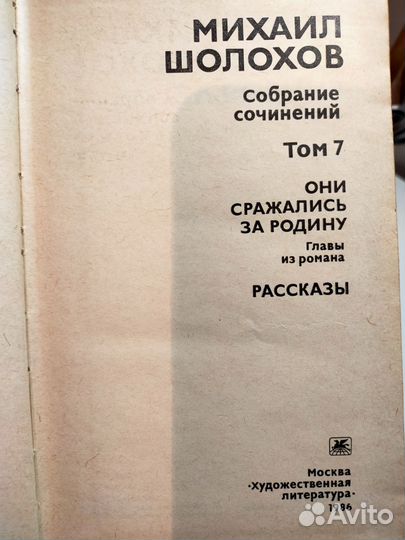 МИХАИЛ
ШОЛОХОВ
Собрание
сочинений
Том 7
ОНИ
СРАЖАЛИСЬ
ЗА РОДИНУ
Главы
из романа
РАССКАЗЫ
Москва
«Художественная
литература»
1986
Avito